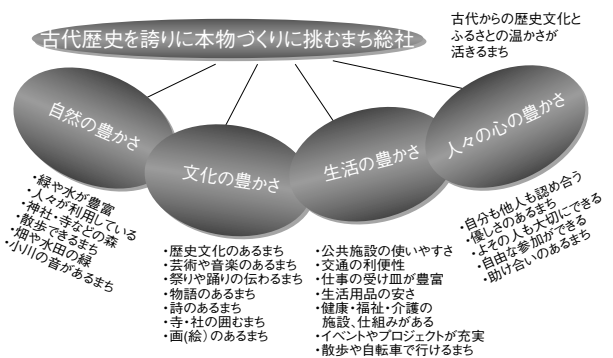 古代歴史を誇りに本物づくりに挑むまち総社
古代からの歴史文化と
ふるさとの温かさが
活きるまち
自然の豊かさ
・緑や水が豊富
・人々が利用している
・神社・寺などの森
・散歩できるまち
・畑や水田の緑
・小川の音があるまち
文化の豊かさ
・歴史文化のあるまち
・芸術や音楽のあるまち
・祭りや踊りの伝わるまち
・物語のあるまち
・詩のあるまち
・寺・社の囲むまち
・画(絵）のあるまち
生活の豊かさ
・公共施設の使いやすさ
・交通の利便性
・仕事の受け皿が豊富
・生活用品の安さ
・健康・福祉・介護の
施設、仕組みがある
・イベントやプロジェクトが充実
・散歩や自転車で行けるまち
人々の心の豊かさ
・自分も他人も認め合う
・優しさのあるまち
・よその人も大切にできる
・自由な参加ができる
・助け合いのあるまち